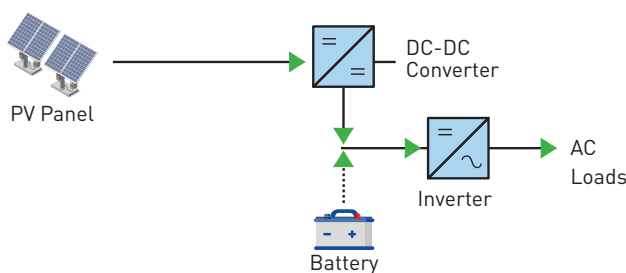 DC-DC
Converter
PV Panel
AC
Loads
Inverter
Battery